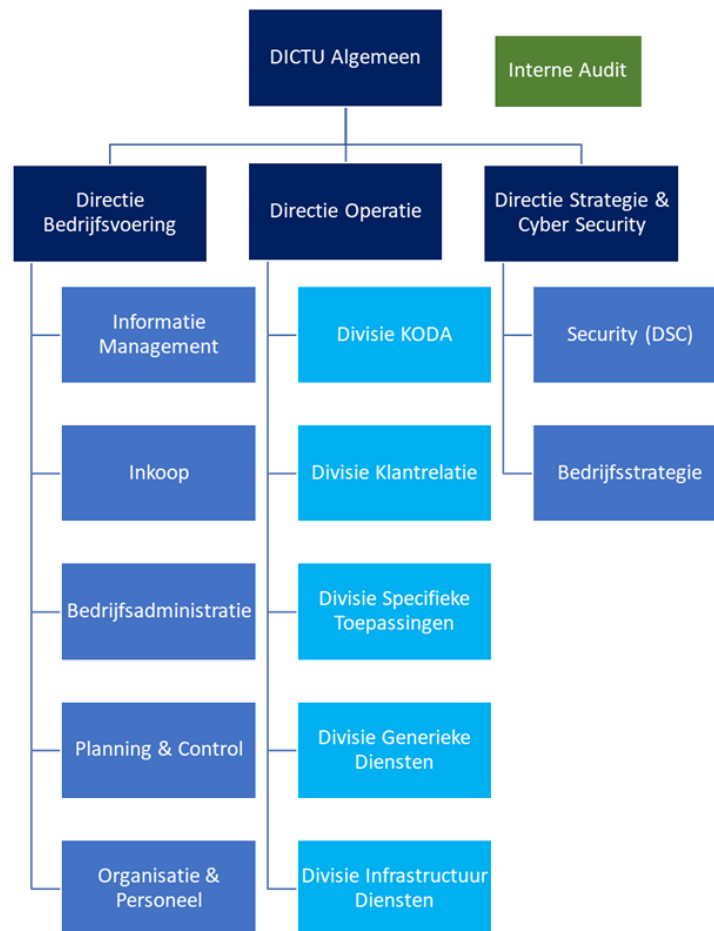 DICTU Algemeen
Interne Audit
Directie
Bedrijfsvoering
Directie Operatie
Directie Strategie &
Cyber Security
Informatie
Management
Divisie KODA
Security (DSC)
Inkoop
Divisie Klantrelatie
Bedrijfsstrategie
Bedrijfsadministratie
Divisie Specifieke
Toepassingen
Planning & Control
Divisie Generieke
Diensten
Organisatie &
Personeel
Divisie Infrastructuur
Diensten